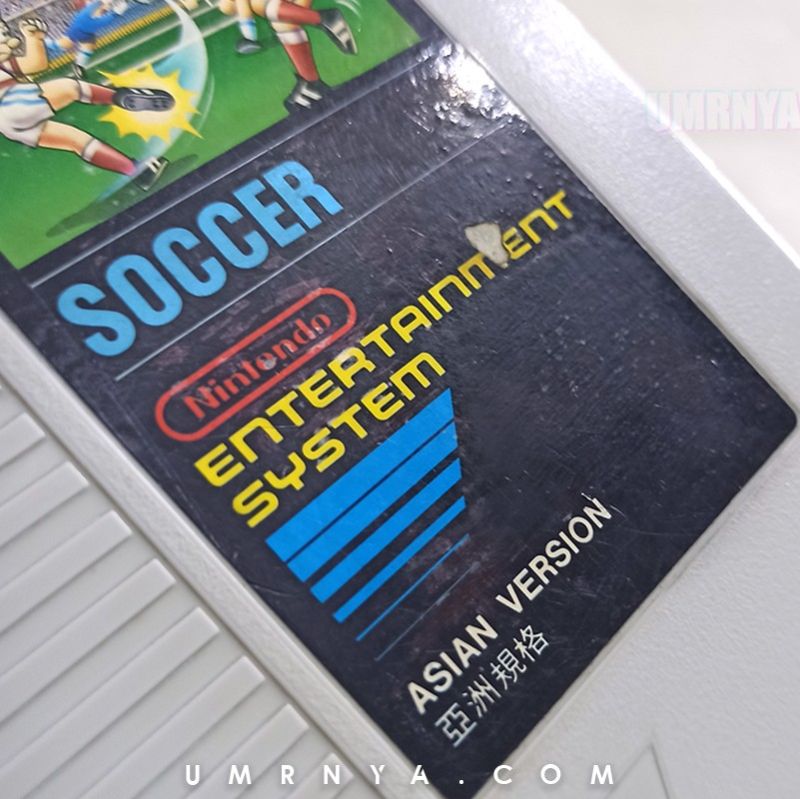 UMRNYA
SOCCER
Nintendo
ENTERTAINMENT
SYSTEM
ASIAN VERSION
亞洲規格
UMRNYA.COM